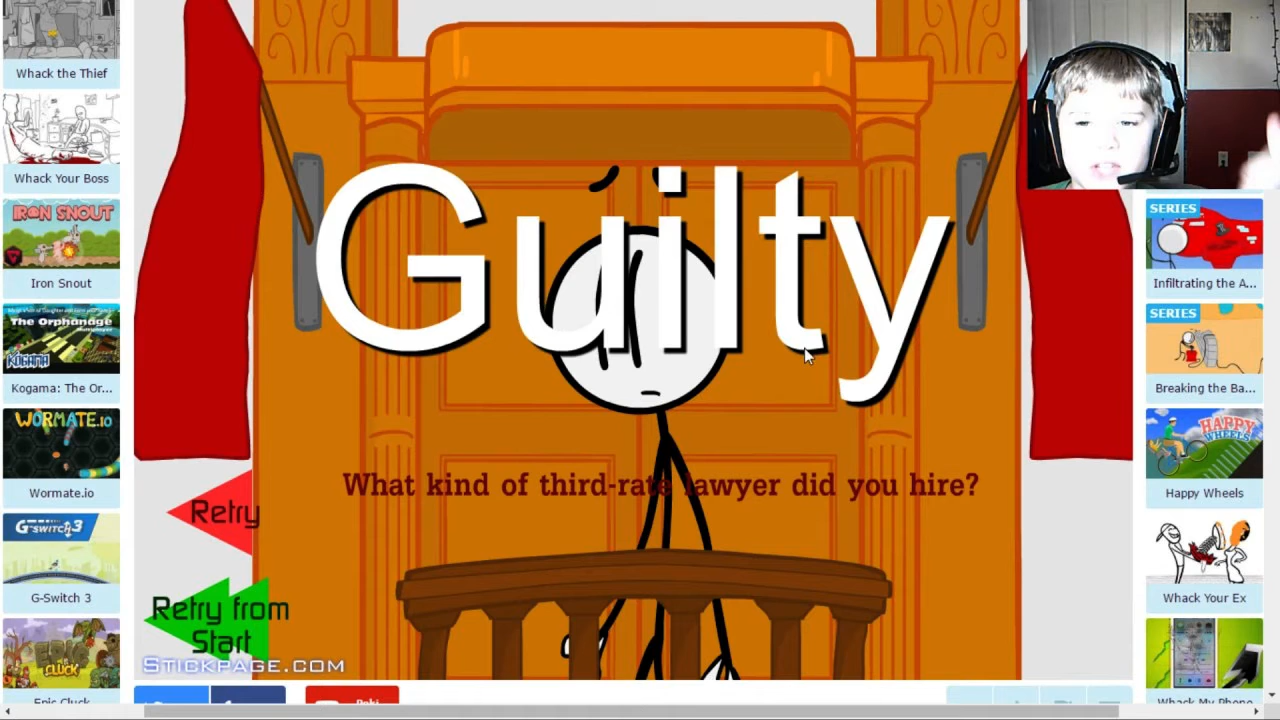 Whack the Thief
Whack Your Boss
IRON SNOUT
Iron Snout
The Orphanage
KOGAMA
Kogama: The Or...
WORMATE.IO
Wormate.io
G-SWITCH 3
G-Switch 3
EPIC
CLUCK
Epic Cluck
Guilty
What kind of third-rate lawyer did you hire?
Retry
Retry from
Start
STICKPAGE.COM
SERIES
Infiltrating the A...
SERIES
Breaking the Ba...
HAPPY
WHEELS
Happy Wheels
Whack Your Ex
Whack My Phone